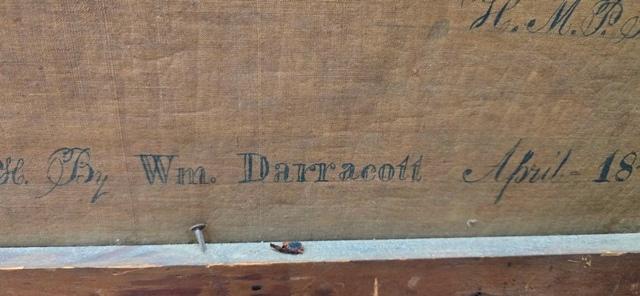 H. M. P.
H. By Wm. Darracott April - 18